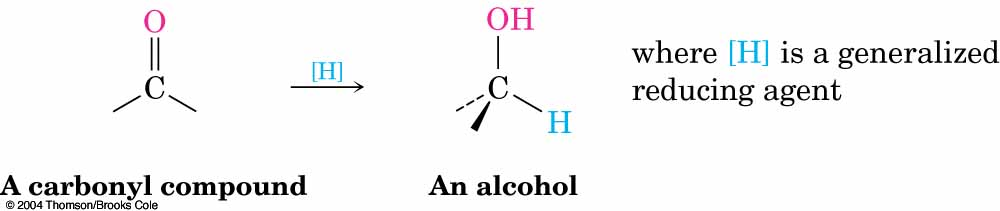 O
C
[H]
OH
C
H
where [H] is a generalized
reducing agent
A carbonyl compound
An alcohol
© 2004 Thomson/Brooks Cole